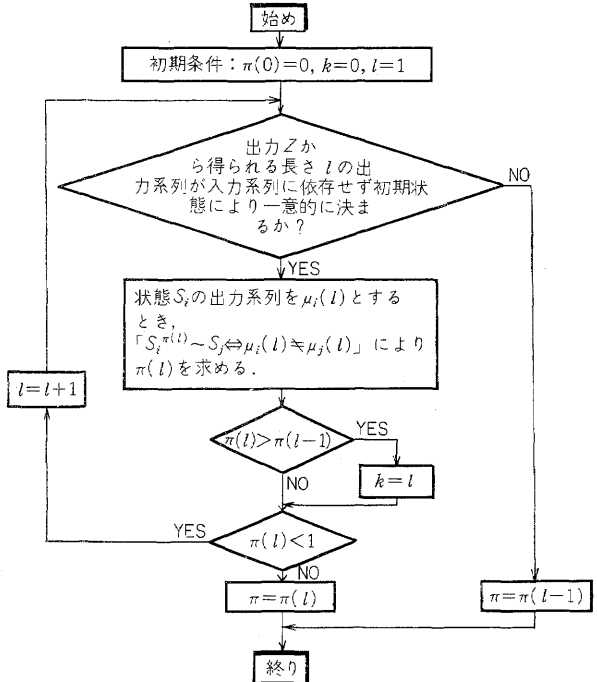 始め
初期条件：π(0)=0, k=0, l=1
出力Zか
ら得られる長さ l の出
力系列が入力系列に依存せず初期状
態により一意的に決ま
るか？
NO
YES
状態Siの出力系列をμi(l)とする
とき,
「Si^π(l)~Sj⇔μi(l)≒μj(l)」により
π(l)を求める.
l=l+1
π(l)>π(l-1)
YES
k=l
NO
YES
π(l)<1
NO
π=π(l)
π=π(l-1)
終り